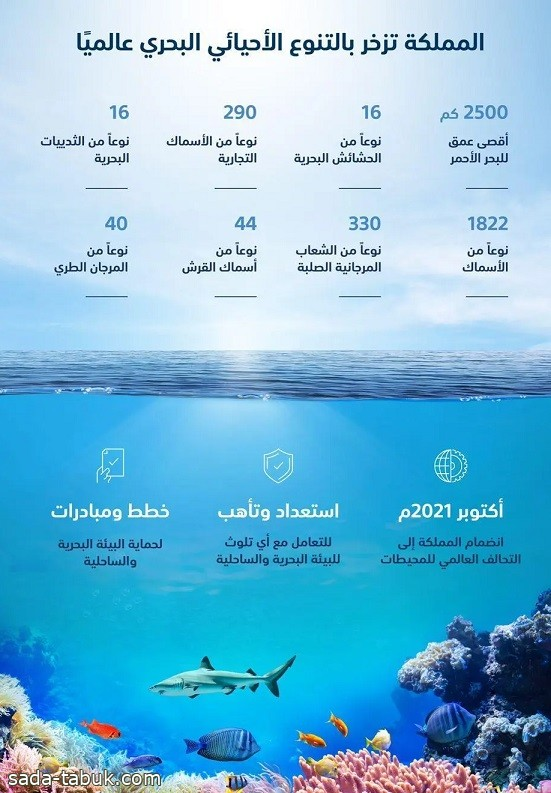 المملكة تزخر بالتنوع الأحيائي البحري عالميًا
2500 كم
أقصى عمق
للبحر الأحمر
16
نوعاً من
الحشائش البحرية
290
نوعاً من الأسماك
التجارية
16
نوعاً من الثدييات
البحرية
1822
نوعاً من
الأسماك
330
نوعاً من الشعاب
المرجانية الصلبة
44
نوعاً من
أسماك القرش
40
نوعاً من
المرجان الطري
أكتوبر 2021م
انضمام المملكة إلى
التحالف العالمي للمحيطات
استعداد وتأهب
للتعامل مع أي تلوث
للبيئة البحرية والساحلية
خطط ومبادرات
لحماية البيئة البحرية
والساحلية
sada-tabuk.com